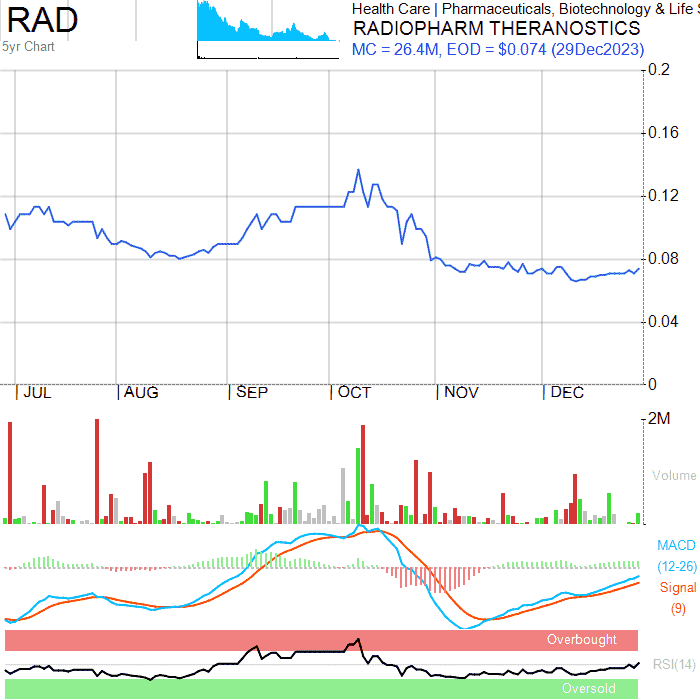 RAD
5yr Chart
Health Care | Pharmaceuticals, Biotechnology & Life S
RADIOPHARM THERANOSTICS
MC = 26.4M, EOD = $0.074 (29Dec2023)
0.2
0.16
0.12
0.08
0.04
0
| JUL | AUG | SEP | OCT | NOV | DEC
2M
Volume
MACD
(12-26)
Signal
(9)
Overbought
RSI(14)
Oversold